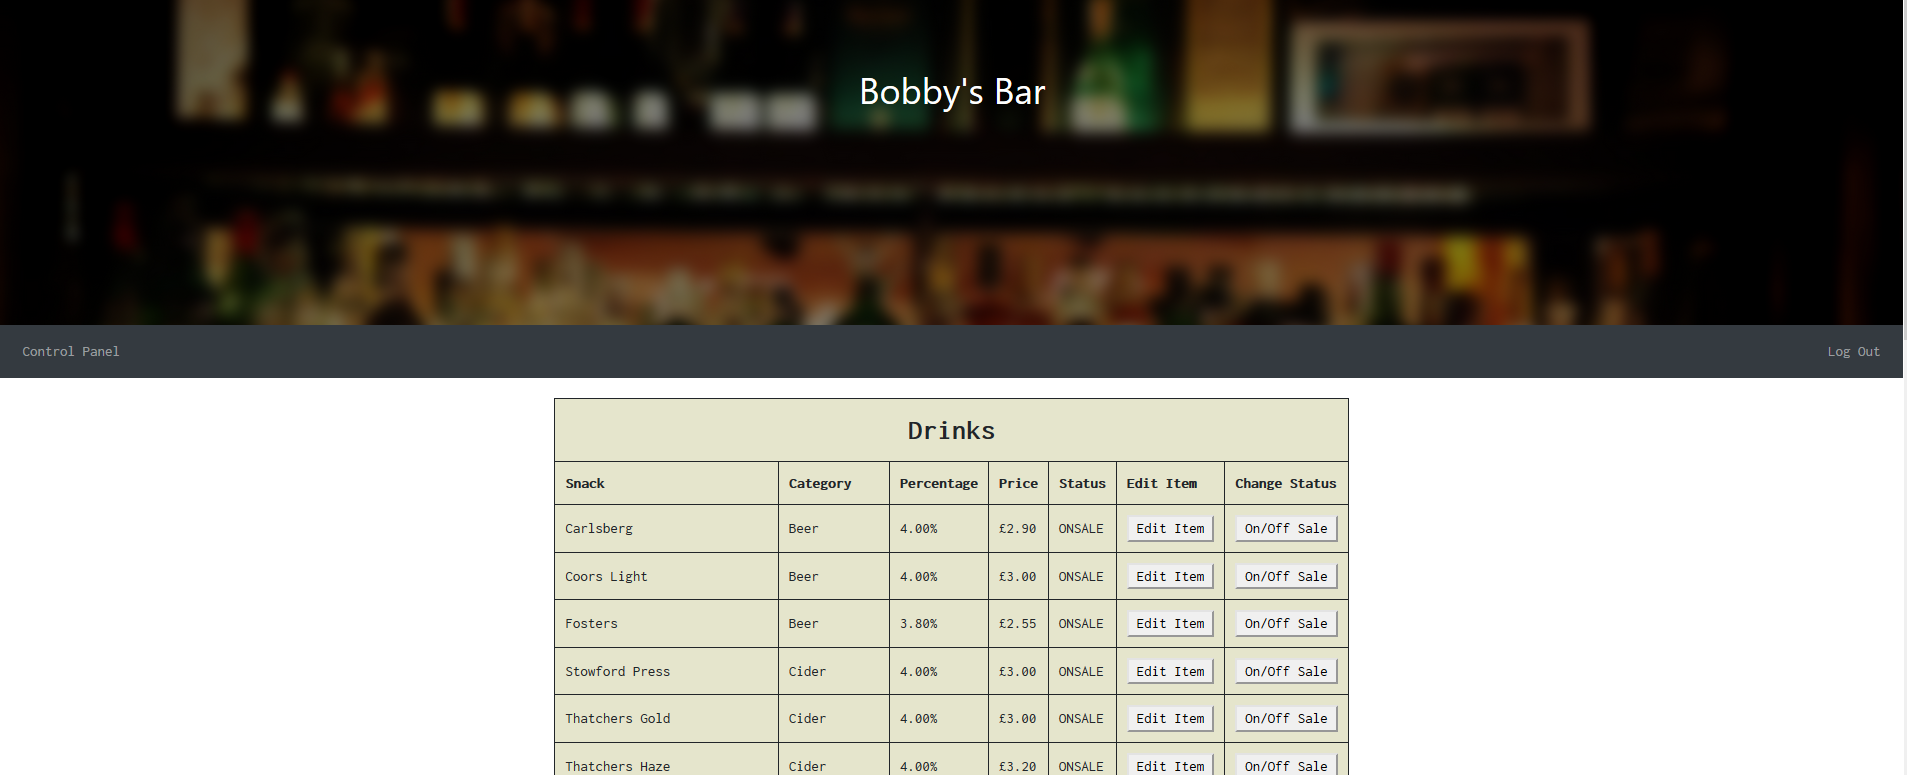 Bobby's Bar
Control Panel Log Out
Drinks
Snack Category Percentage Price Status Edit Item Change Status
Carlsberg Beer 4.00% £2.90 ONSALE Edit Item On/Off Sale
Coors Light Beer 4.00% £3.00 ONSALE Edit Item On/Off Sale
Fosters Beer 3.80% £2.55 ONSALE Edit Item On/Off Sale
Stowford Press Cider 4.00% £3.00 ONSALE Edit Item On/Off Sale
Thatchers Gold Cider 4.00% £3.00 ONSALE Edit Item On/Off Sale
Thatchers Haze Cider 4.00% £3.20 ONSALE Edit Item On/Off Sale